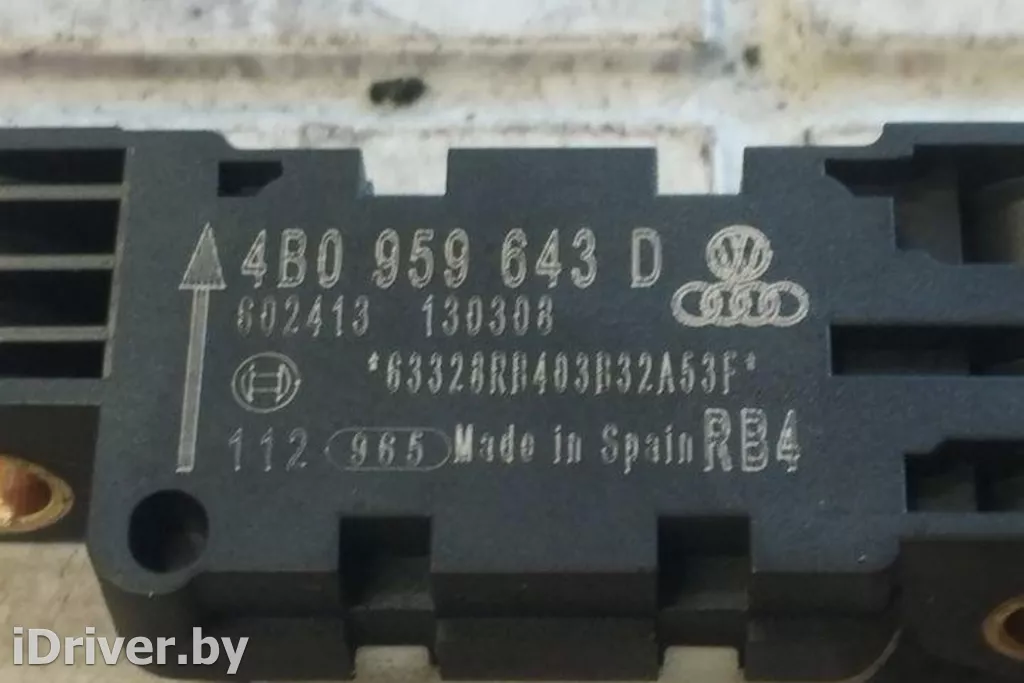 4B0 959 643 D
602413 130308
*63328RB403B32A53F*
112 965 Made in Spain RB4
iDriver.by